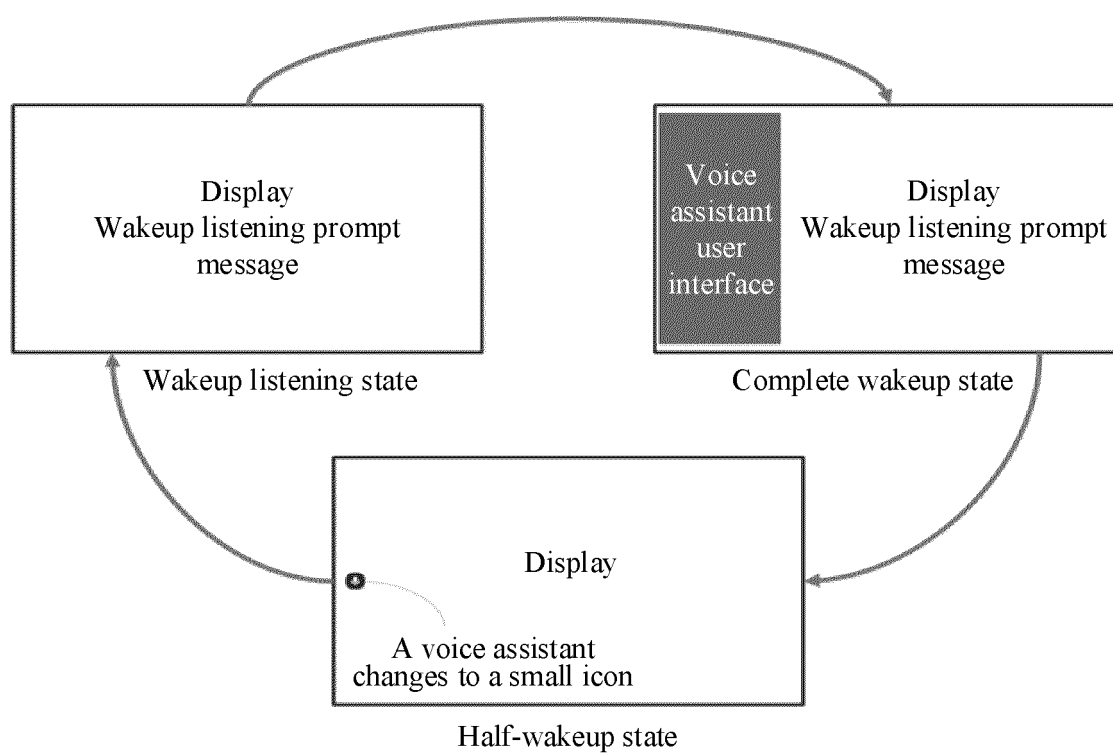 Display
Wakeup listening prompt
message
Wakeup listening state
Voice
assistant
user
interface
Display
Wakeup listening prompt
message
Complete wakeup state
Display
A voice assistant
changes to a small icon
Half-wakeup state